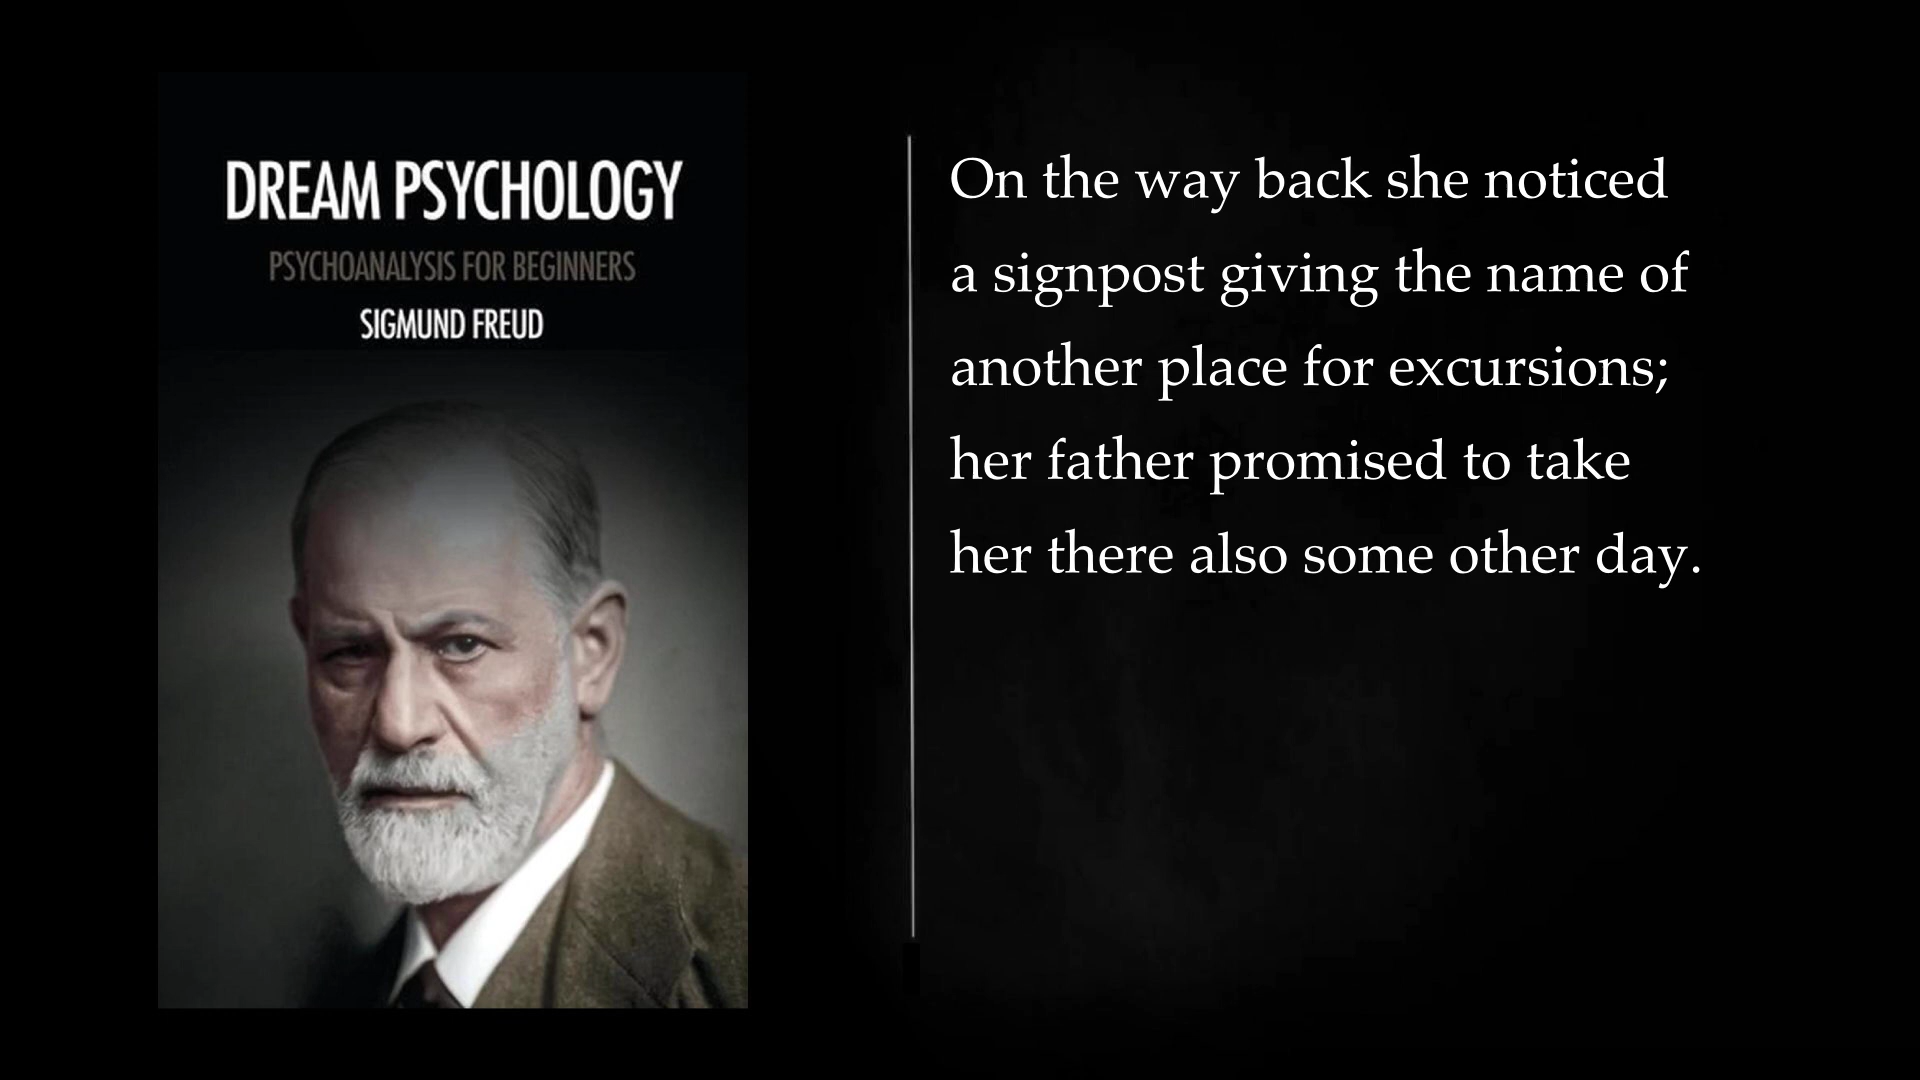 DREAM PSYCHOLOGY
PSYCHOANALYSIS FOR BEGINNERS
SIGMUND FREUD
On the way back she noticed
a signpost giving the name of
another place for excursions;
her father promised to take
her there also some other day.